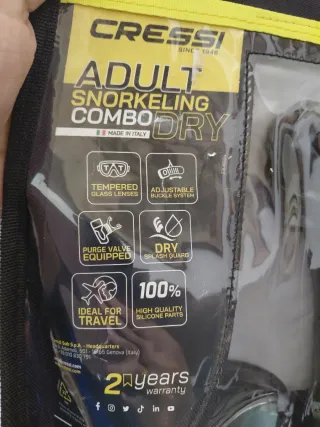 CRESSI
SINCE 1946
ADULT
SNORKELING
COMBO DRY
MADE IN ITALY
TEMPERED
GLASS LENSES
ADJUSTABLE
BUCKLE SYSTEM
PURGE VALVE
EQUIPPED
DRY
SPLASH GUARD
IDEAL FOR
TRAVEL
100%
HIGH QUALITY
SILICONE PARTS
Sub S.p.A. - Headquarters
Genova (Italy)
2 years
warranty